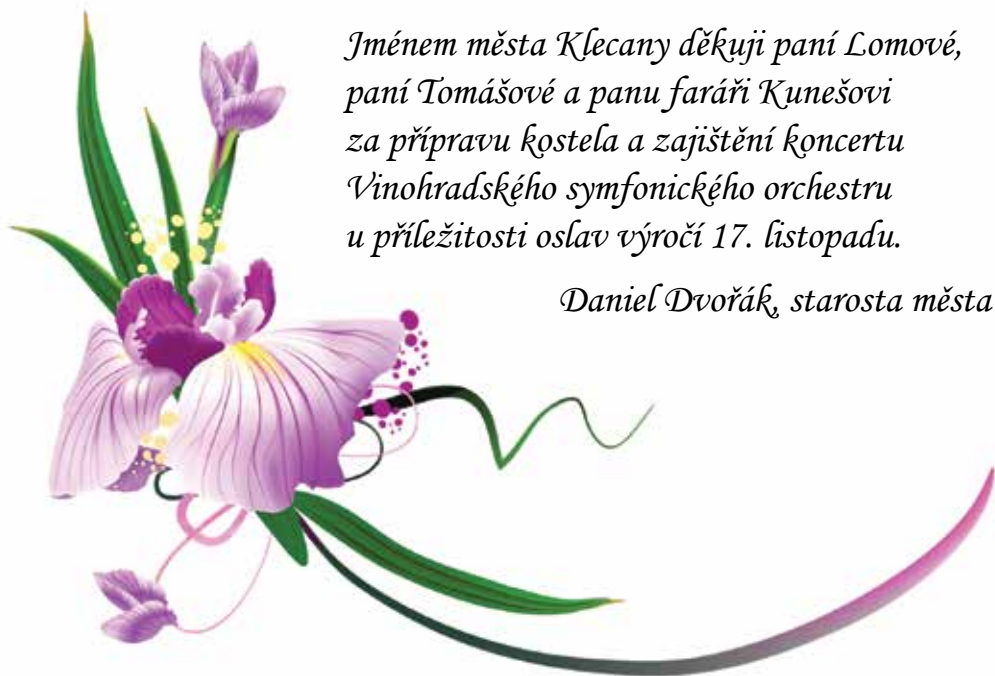 Jménem města Klecany děkuji paní Lomové,
paní Tomášové a panu faráři Kunešovi
za přípravu kostela a zajištění koncertu
Vinohradského symfonického orchestru
u příležitosti oslav výročí 17. listopadu.
Daniel Dvořák, starosta města